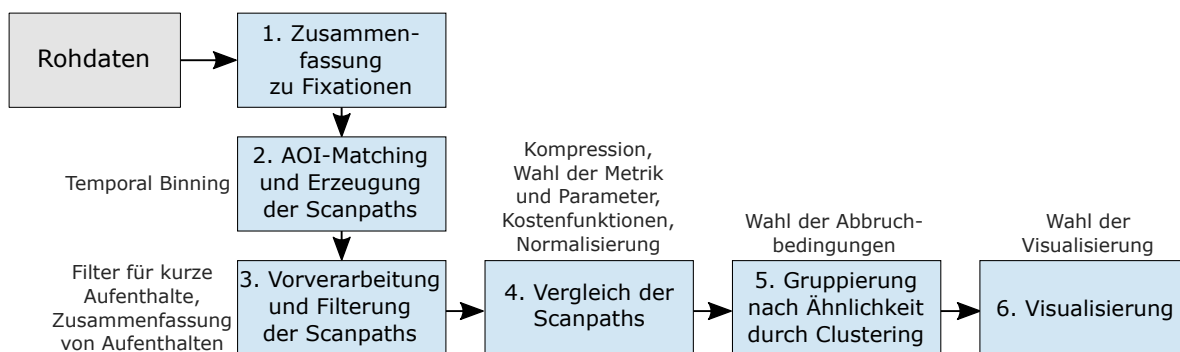 Rohdaten
1. Zusammen-
fassung
zu Fixationen
Temporal Binning
2. AOI-Matching
und Erzeugung
der Scanpaths
Filter für kurze
Aufenthalte,
Zusammenfassung
von Aufenthalten
3. Vorverarbeitung
und Filterung
der Scanpaths
Kompression,
Wahl der Metrik
und Parameter,
Kostenfunktionen,
Normalisierung
4. Vergleich der
Scanpaths
Wahl der Abbruch-
bedingungen
5. Gruppierung
nach Ähnlichkeit
durch Clustering
Wahl der
Visualisierung
6. Visualisierung